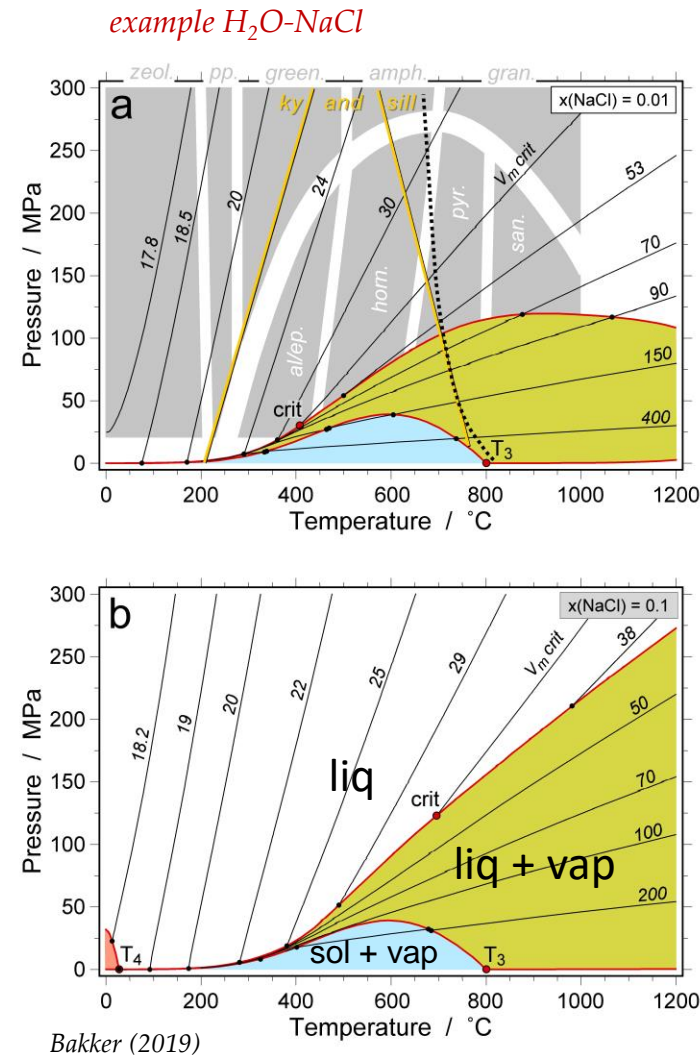 example H₂O-NaCl
zeol. pp. green. amph. gran.
a
ky and sill
x(NaCl) = 0.01
300
250
200
150
100
50
0
Pressure / MPa
17.8
18.5
20
24
30
Vm crit
53
70
90
150
400
al/ep.
horn.
pyr.
san.
crit
T₃
0 200 400 600 800 1000 1200
Temperature / ˚C
b
x(NaCl) = 0.1
300
250
200
150
100
50
0
Pressure / MPa
18.2
19
20
22
25
29
Vm crit
38
50
70
100
200
liq
crit
liq + vap
sol + vap
T₄
T₃
0 200 400 600 800 1000 1200
Temperature / ˚C
Bakker (2019)